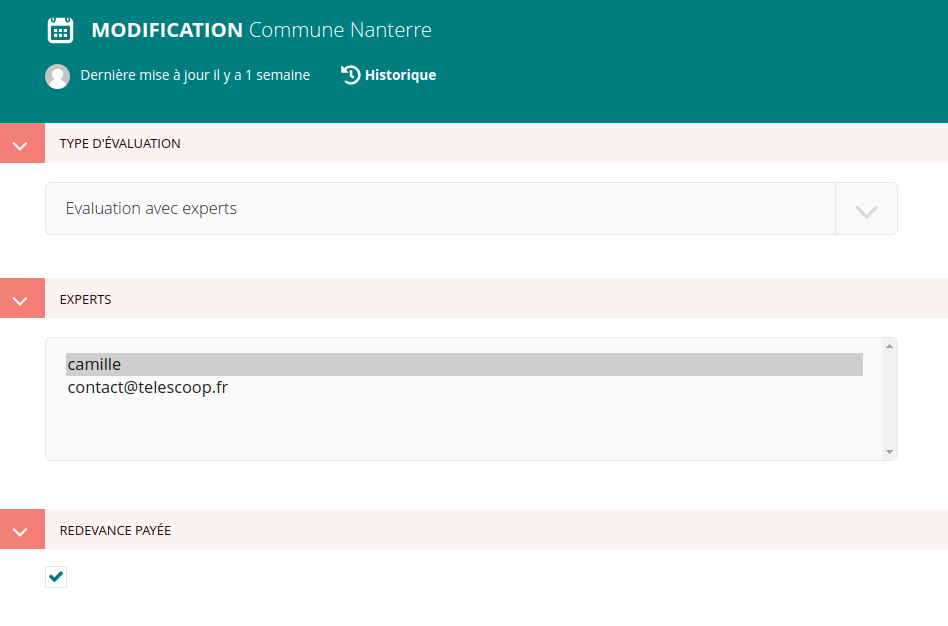 MODIFICATION Commune Nanterre
Dernière mise à jour il y a 1 semaine Historique
TYPE D'ÉVALUATION
Evaluation avec experts
EXPERTS
camille
contact@telescoop.fr
REDEVANCE PAYÉE